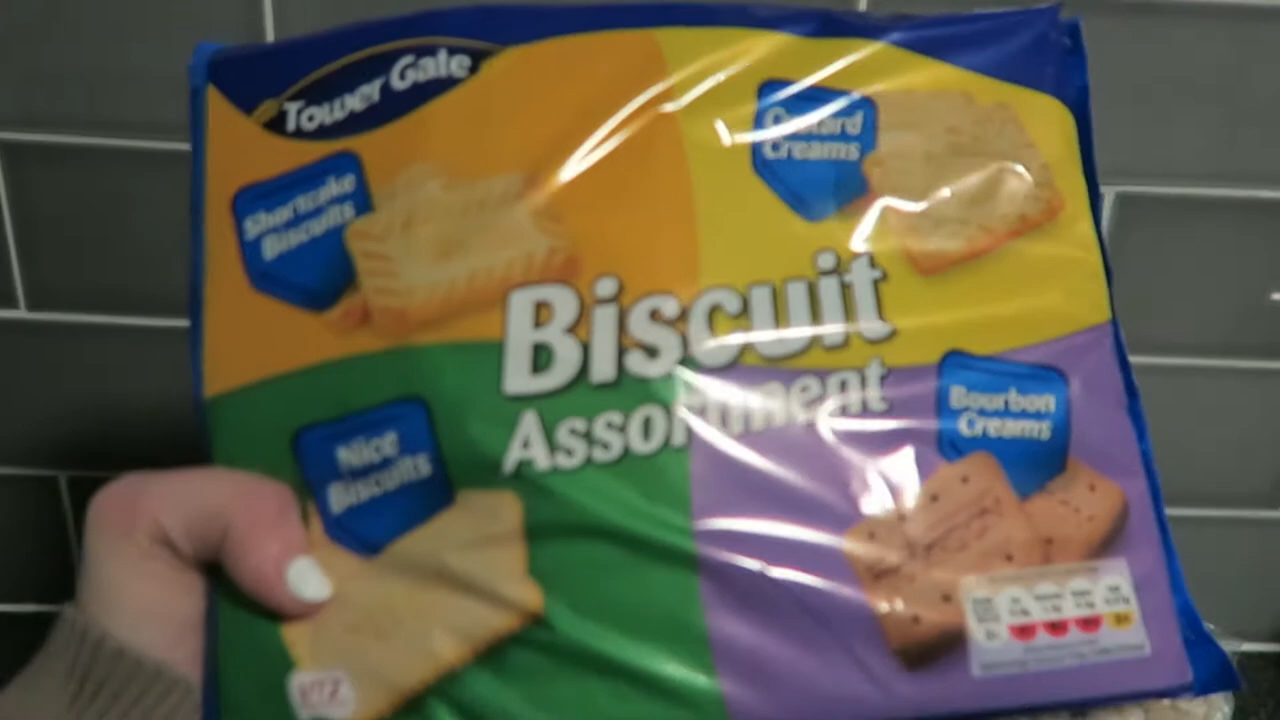 Tower Gate
Shortcake
Biscuits
Custard
Creams
Biscuit
Assortment
Nice
Biscuits
Bourbon
Creams